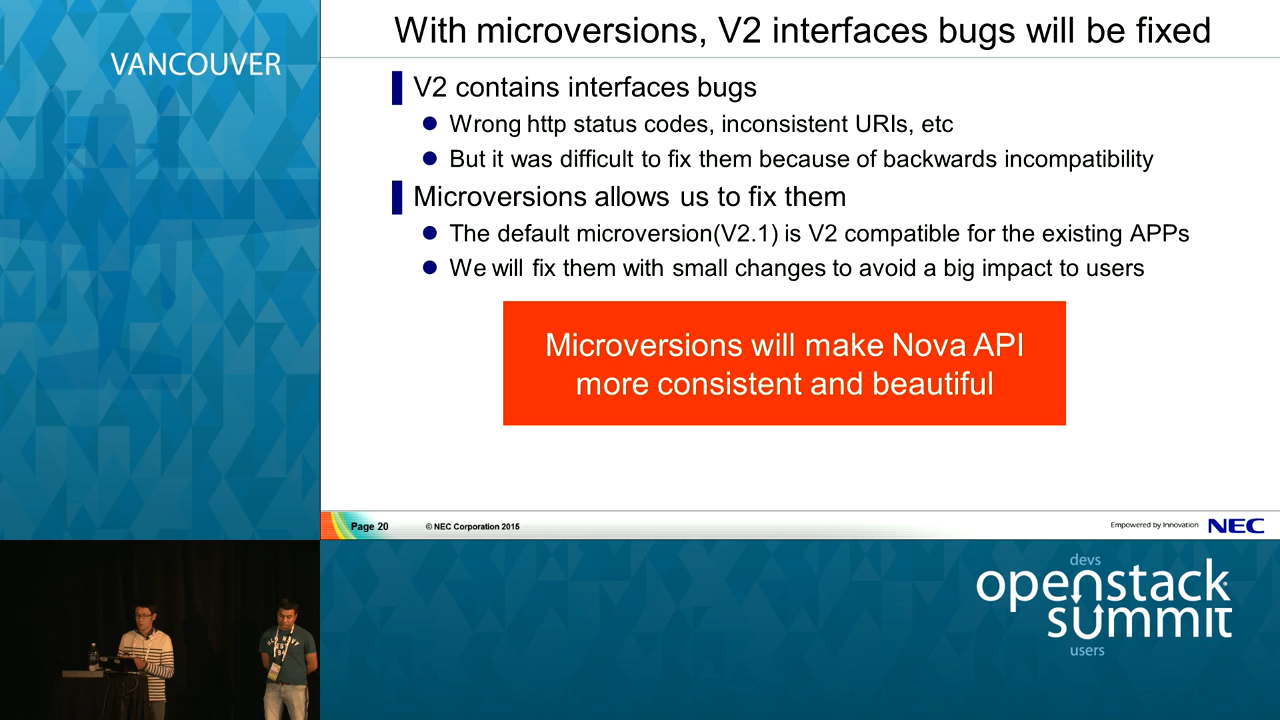 VANCOUVER
With microversions, V2 interfaces bugs will be fixed
V2 contains interfaces bugs
Wrong http status codes, inconsistent URIs, etc
But it was difficult to fix them because of backwards incompatibility
Microversions allows us to fix them
The default microversion(V2.1) is V2 compatible for the existing APPs
We will fix them with small changes to avoid a big impact to users
Microversions will make Nova API
more consistent and beautiful
Page 20
© NEC Corporation 2015
Empowered by Innovation
NEC
devs
openstack
summit
users
OLD NAVY